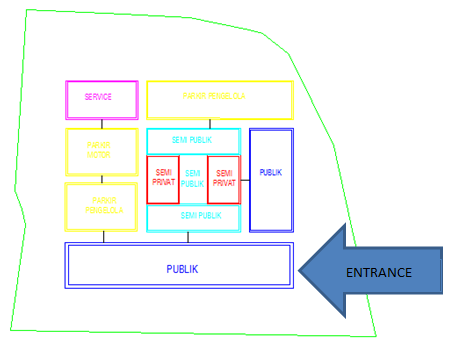 SERVICE
PARKIR PENGELOLA
SEMI PUBLIK
PARKIR
MOTOR
SEMI
PRIVAT
SEMI
PUBLIK
SEMI
PRIVAT
PUBLIK
PARKIR
PENGELOLA
SEMI PUBLIK
PUBLIK
ENTRANCE